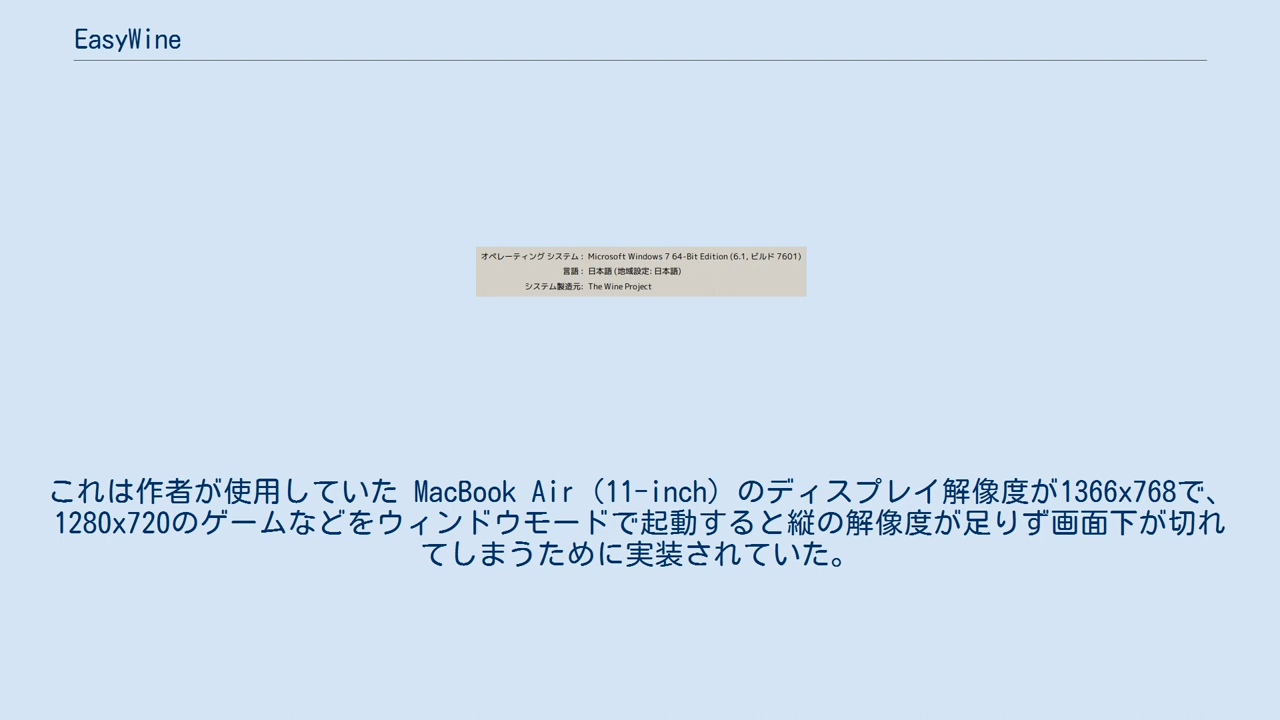 EasyWine
オペレーティング システム : Microsoft Windows 7 64-Bit Edition (6.1, ビルド 7601)
言語 : 日本語 (地域設定: 日本語)
システム製造元: The Wine Project
これは作者が使用していた MacBook Air (11-inch) のディスプレイ解像度が1366x768で、
1280x720のゲームなどをウィンドウモードで起動すると縦の解像度が足りず画面下が切れ
てしまうために実装されていた。